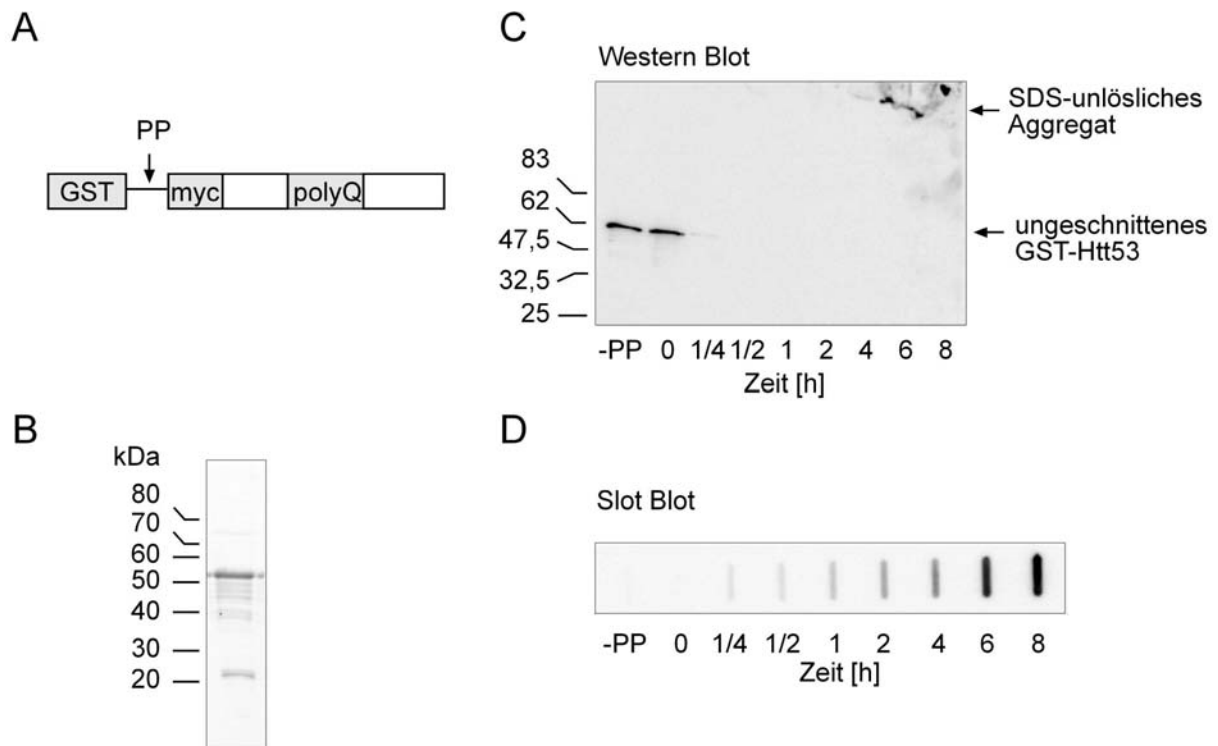 A
PP
GST
myc
polyQ
B
kDa
80
70
60
50
40
30
20
C
Western Blot
83
62
47,5
32,5
25
SDS-unlösliches
Aggregat
ungeschnittenes
GST-Htt53
-PP 0 1/4 1/2 1 2 4 6 8
Zeit [h]
D
Slot Blot
-PP 0 1/4 1/2 1 2 4 6 8
Zeit [h]